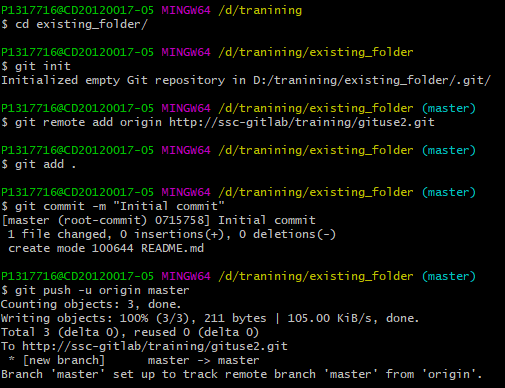 P1317716@CD20120017-05 MINGW64 /d/tranining
$ cd existing_folder/
P1317716@CD20120017-05 MINGW64 /d/tranining/existing_folder
$ git init
Initialized empty Git repository in D:/tranining/existing_folder/.git/
P1317716@CD20120017-05 MINGW64 /d/tranining/existing_folder (master)
$ git remote add origin http://ssc-gitlab/training/gituse2.git
P1317716@CD20120017-05 MINGW64 /d/tranining/existing_folder (master)
$ git add .
P1317716@CD20120017-05 MINGW64 /d/tranining/existing_folder (master)
$ git commit -m "Initial commit"
[master (root-commit) 0715758] Initial commit
 1 file changed, 0 insertions(+), 0 deletions(-)
 create mode 100644 README.md
P1317716@CD20120017-05 MINGW64 /d/tranining/existing_folder (master)
$ git push -u origin master
Counting objects: 3, done.
Writing objects: 100% (3/3), 211 bytes | 105.00 KiB/s, done.
Total 3 (delta 0), reused 0 (delta 0)
To http://ssc-gitlab/training/gituse2.git
 * [new branch]      master -> master
Branch 'master' set up to track remote branch 'master' from 'origin'.